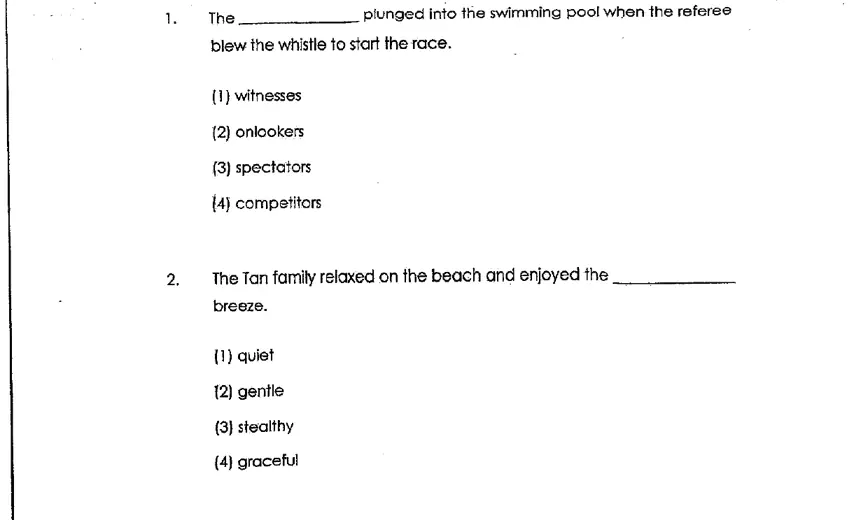 1. The ____________ plunged into the swimming pool when the referee
blew the whistle to start the race.
(1) witnesses
(2) onlookers
(3) spectators
(4) competitors
2. The Tan family relaxed on the beach and enjoyed the ____________
breeze.
(1) quiet
(2) gentle
(3) stealthy
(4) graceful